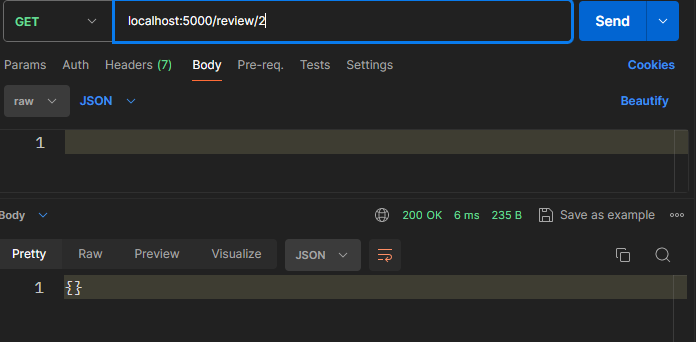 GET localhost:5000/review/2 Send
Params Auth Headers (7) Body Pre-req. Tests Settings Cookies
raw JSON Beautify
1
Body 200 OK 6 ms 235 B Save as example
Pretty Raw Preview Visualize JSON
1 {}